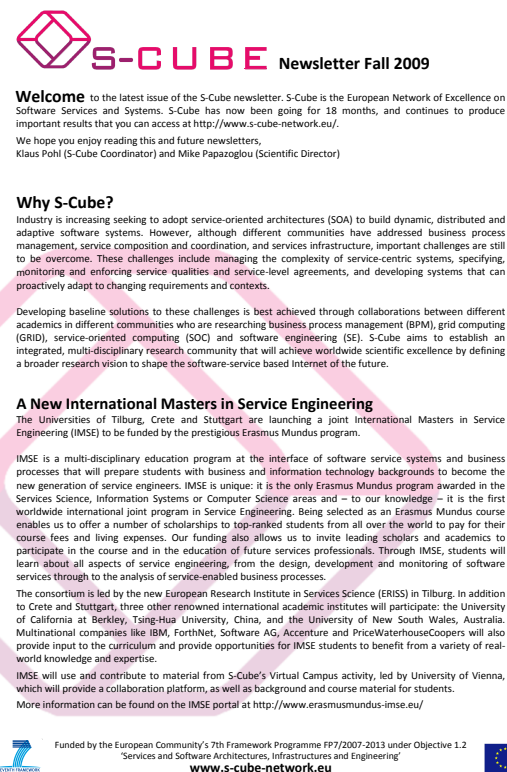 S-CUBE Newsletter Fall 2009
Welcome to the latest issue of the S-Cube newsletter. S-Cube is the European Network of Excellence on
Software Services and Systems. S-Cube has now been going for 18 months, and continues to produce
important results that you can access at http://www.s-cube-network.eu/.
We hope you enjoy reading this and future newsletters,
Klaus Pohl (S-Cube Coordinator) and Mike Papazoglou (Scientific Director)
Why S-Cube?
Industry is increasing seeking to adopt service-oriented architectures (SOA) to build dynamic, distributed and
adaptive software systems. However, although different communities have addressed business process
management, service composition and coordination, and services infrastructure, important challenges are still
to be overcome. These challenges include managing the complexity of service-centric systems, specifying,
monitoring and enforcing service qualities and service-level agreements, and developing systems that can
proactively adapt to changing requirements and contexts.
Developing baseline solutions to these challenges is best achieved through collaborations between different
academics in different communities who are researching business process management (BPM), grid computing
(GRID), service-oriented computing (SOC) and software engineering (SE). S-Cube aims to establish an
integrated, multi-disciplinary research community that will achieve worldwide scientific excellence by defining
a broader research vision to shape the software-service based Internet of the future.
A New International Masters in Service Engineering
The Universities of Tilburg, Crete and Stuttgart are launching a joint International Masters in Service
Engineering (IMSE) to be funded by the prestigious Erasmus Mundus program.
IMSE is a multi-disciplinary education program at the interface of software service systems and business
processes that will prepare students with business and information technology backgrounds to become the
new generation of service engineers. IMSE is unique: it is the only Erasmus Mundus program awarded in the
Services Science, Information Systems or Computer Science areas and – to our knowledge – it is the first
worldwide international joint program in Service Engineering. Being selected as an Erasmus Mundus course
enables us to offer a number of scholarships to top-ranked students from all over the world to pay for their
course fees and living expenses. Our funding also allows us to invite leading scholars and academics to
participate in the course and in the education of future services professionals. Through IMSE, students will
learn about all aspects of service engineering, from the design, development and monitoring of software
services through to the analysis of service-enabled business processes.
The consortium is led by the new European Research Institute in Services Science (ERISS) in Tilburg. In addition
to Crete and Stuttgart, three other renowned international academic institutes will participate: the University
of California at Berkley, Tsing-Hua University, China, and the University of New South Wales, Australia.
Multinational companies like IBM, ForthNet, Software AG, Accenture and PriceWaterhouseCoopers will also
provide input to the curriculum and provide opportunities for IMSE students to benefit from a variety of real-
world knowledge and expertise.
IMSE will use and contribute to material from S-Cube's Virtual Campus activity, led by University of Vienna,
which will provide a collaboration platform, as well as background and course material for students.
More information can be found on the IMSE portal at http://www.erasmusmundus-imse.eu/
Funded by the European Community's 7th Framework Programme FP7/2007-2013 under Objective 1.2
'Services and Software Architectures, Infrastructures and Engineering'
www.s-cube-network.eu